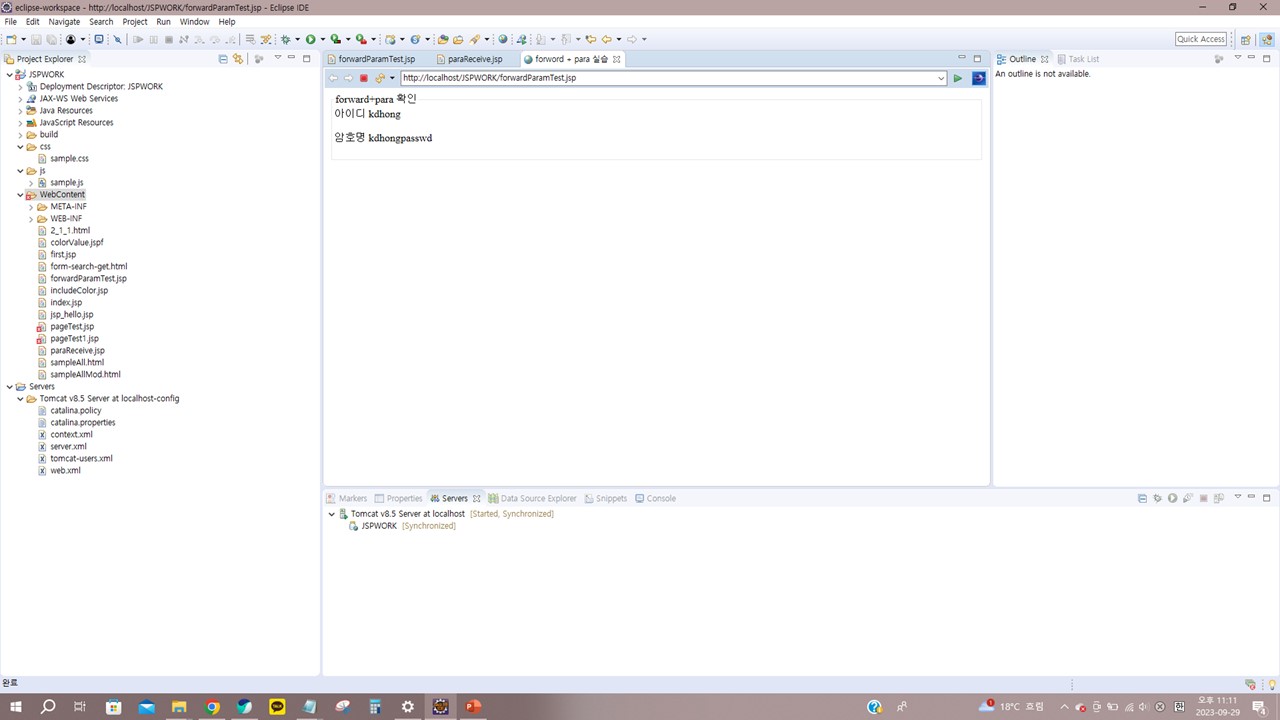 eclipse-workspace - http://localhost/JSPWORK/forwardParamTest.jsp - Eclipse IDE
File Edit Navigate Search Project Run Window Help
Quick Access
Project Explorer
JSPWORK
Deployment Descriptor: JSPWORK
JAX-WS Web Services
Java Resources
JavaScript Resources
build
css
sample.css
js
sample.js
WebContent
META-INF
WEB-INF
2_1_1.html
colorValue.jspf
first.jsp
form-search-get.html
forwardParamTest.jsp
includeColor.jsp
index.jsp
jsp_hello.jsp
pageTest.jsp
pageTest1.jsp
paraReceive.jsp
sampleAll.html
sampleAllMod.html
Servers
Tomcat v8.5 Server at localhost-config
catalina.policy
catalina.properties
context.xml
server.xml
tomcat-users.xml
web.xml
forwardParamTest.jsp paraReceive.jsp forword + para 실습
http://localhost/JSPWORK/forwardParamTest.jsp
forward+para 확인
아이디 kdhong
암호명 kdhongpasswd
Outline Task List
An outline is not available.
Markers Properties Servers Data Source Explorer Snippets Console
Tomcat v8.5 Server at localhost [Started, Synchronized]
JSPWORK [Synchronized]
완료
TALK
18°C 흐림
오후 11:11
2023-09-29